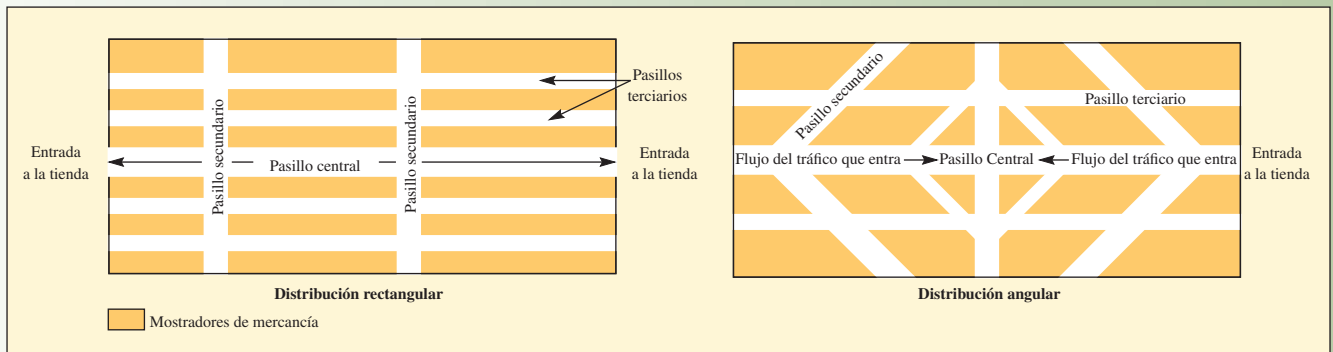 Pasillos
terciarios
Pasillo secundario
Pasillo secundario
Entrada
a la tienda
Pasillo central
Entrada
a la tienda
Distribución rectangular
Mostradores de mercancía
Pasillo secundario
Pasillo terciario
Flujo del tráfico que entra
Pasillo Central
Flujo del tráfico que entra
Entrada
a la tienda
Distribución angular